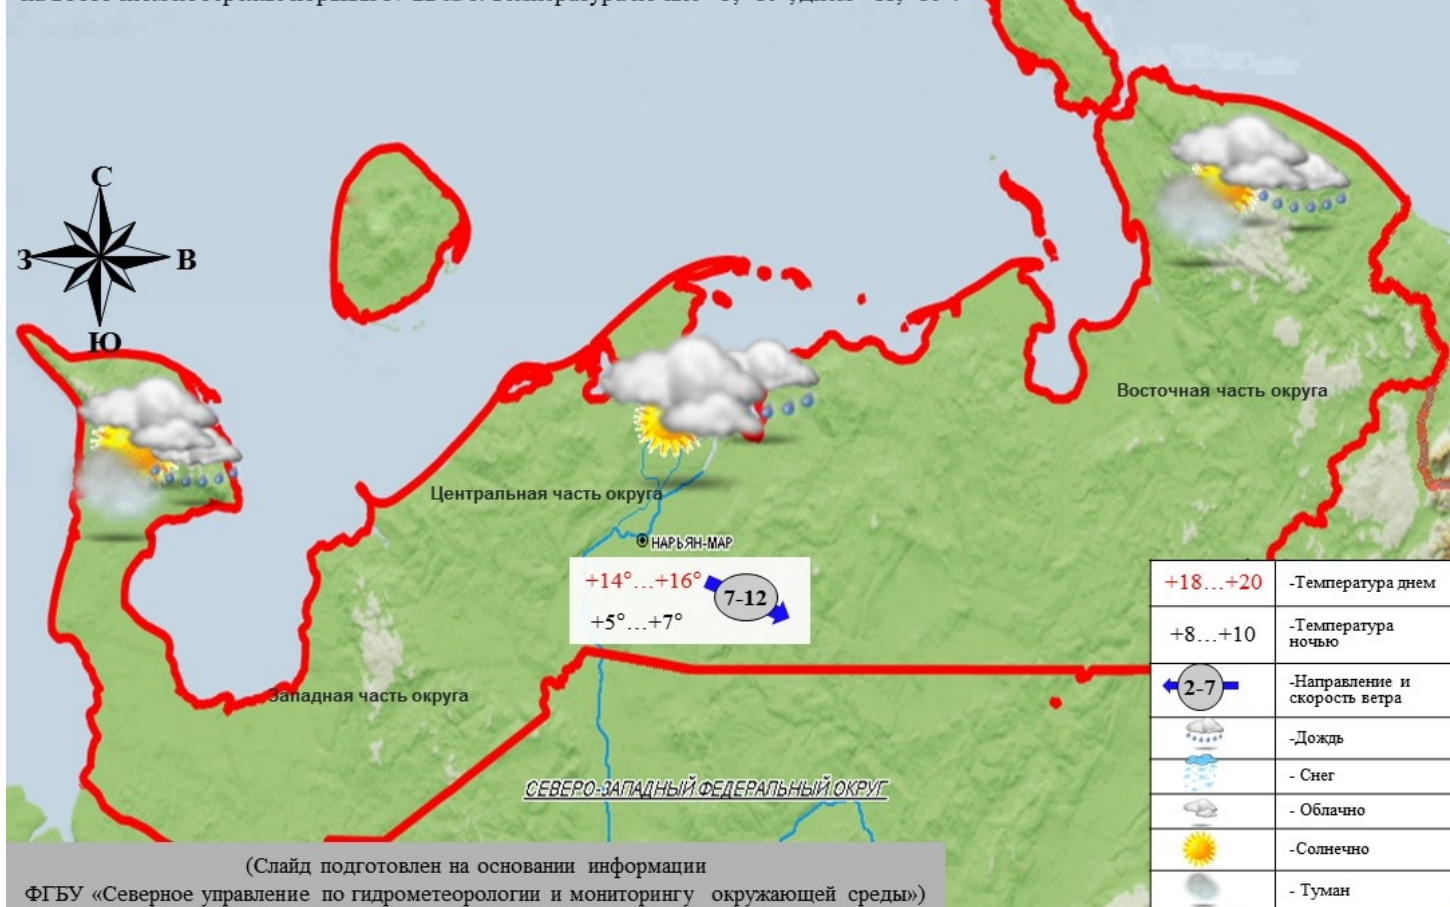 С
З
В
Ю
Восточная часть округа
Центральная часть округа
НАРЬЯН-МАР
+14°…+16°
7-12
+5°…+7°
Западная часть округа
СЕВЕРО-ЗАПАДНЫЙ ФЕДЕРАЛЬНЫЙ ОКРУГ
+18…+20 -Температура днем
+8…+10 -Температура
ночью
2-7 -Направление и
скорость ветра
-Дождь
- Снег
- Облачно
-Солнечно
- Туман
(Слайд подготовлен на основании информации
ФГБУ «Северное управление по гидрометеорологии и мониторингу окружающей среды»)